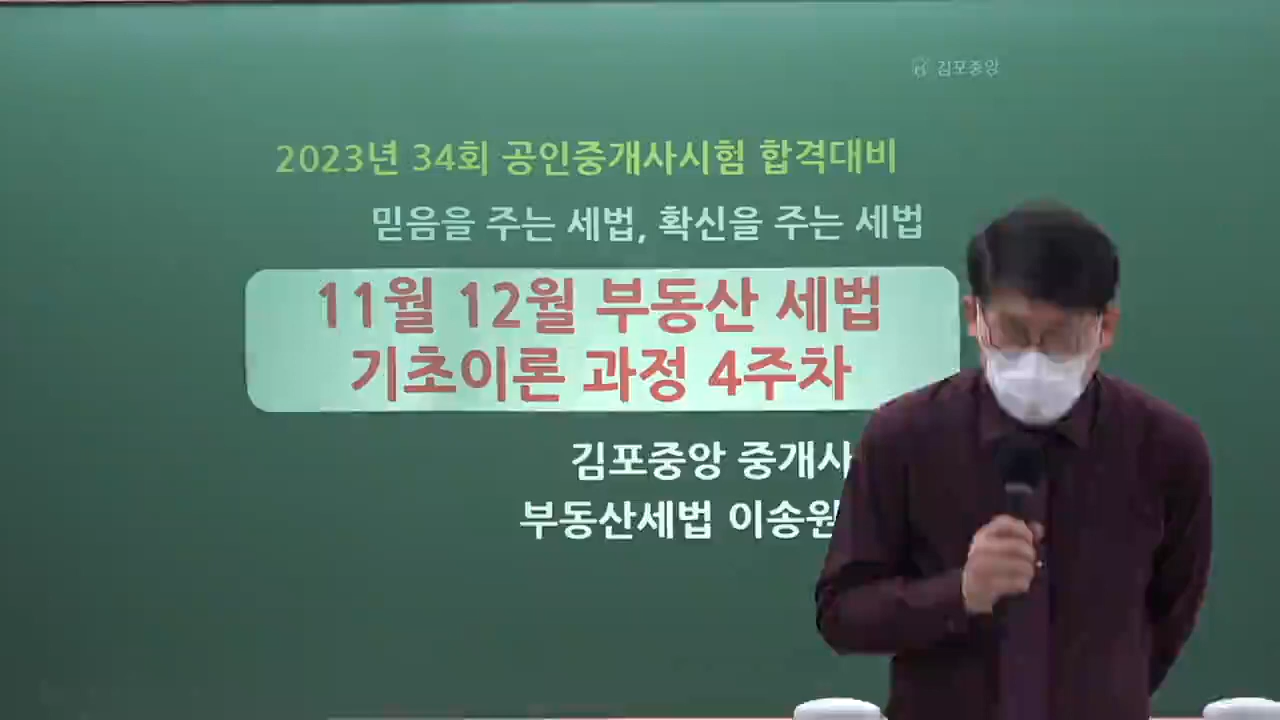 김포중앙
2023년 34회 공인중개사시험 합격대비
믿음을 주는 세법, 확신을 주는 세법
11월 12월 부동산 세법
기초이론 과정 4주차
김포중앙 중개사
부동산세법 이송원